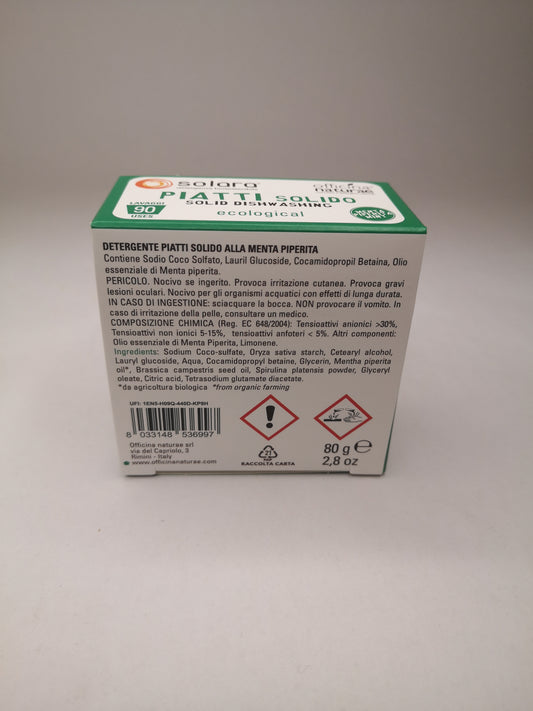 solara
officina
naturae
PIATTI SOLIDO
SOLID DISHWASHING
ecological
LAVAGGI
90
USES
MENTA
MINT
DETERGENTE PIATTI SOLIDO ALLA MENTA PIPERITA
Contiene Sodio Coco Solfato, Lauril Glucoside, Cocamidopropil Betaina, Olio
essenziale di Menta piperita.
PERICOLO. Nocivo se ingerito. Provoca irritazione cutanea. Provoca gravi
lesioni oculari. Nocivo per gli organismi acquatici con effetti di lunga durata.
IN CASO DI INGESTIONE: sciacquare la bocca. NON provocare il vomito. In
caso di irritazione della pelle, consultare un medico.
COMPOSIZIONE CHIMICA (Reg. EC 648/2004): Tensioattivi anionici >30%,
Tensioattivi non ionici 5-15%, tensioattivi anfoteri < 5%. Altri componenti:
Olio essenziale di Menta Piperita, Limonene.
Ingredients: Sodium Coco-sulfate, Oryza sativa starch, Cetearyl alcohol,
Lauryl glucoside, Aqua, Cocamidopropyl betaine, Glycerin, Mentha piperita
oil*, Brassica campestris seed oil, Spirulina platensis powder, Glyceryl
oleate, Citric acid, Tetrasodium glutamate diacetate.
*da agricoltura biologica *from organic farming
UFI: 1EN5-H09Q-449D-KP9H
8 033148 536997
Officina naturae srl
via del Capriolo, 3
Rimini - Italy
www.officinanaturae.com
21
PAP
RACCOLTA CARTA
80 g e
2,8 oz